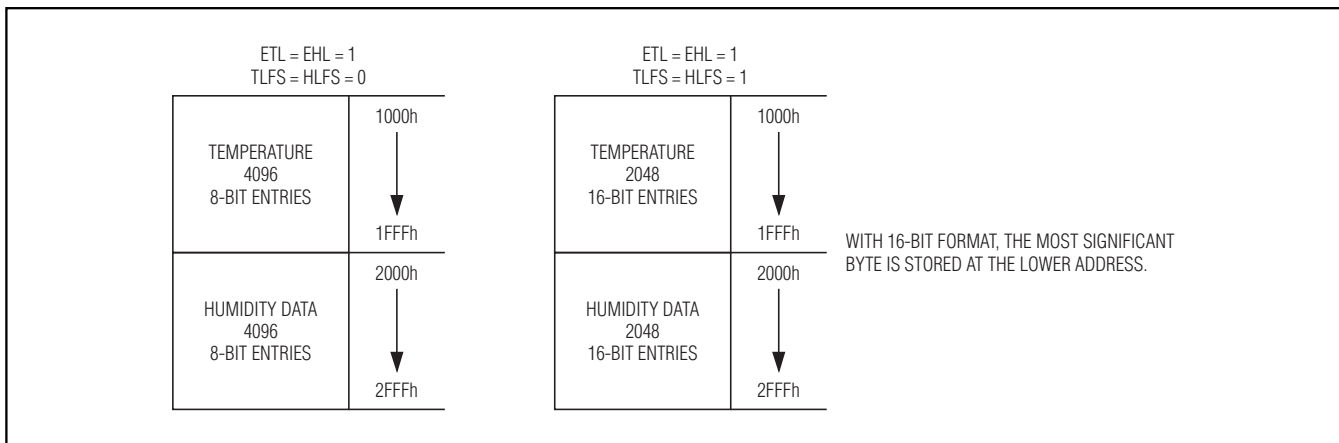 ETL = EHL = 1
TLFS = HLFS = 0
TEMPERATURE
4096
8-BIT ENTRIES
1000h
1FFFh
HUMIDITY DATA
4096
8-BIT ENTRIES
2000h
2FFFh
ETL = EHL = 1
TLFS = HLFS = 1
TEMPERATURE
2048
16-BIT ENTRIES
1000h
1FFFh
HUMIDITY DATA
2048
16-BIT ENTRIES
2000h
2FFFh
WITH 16-BIT FORMAT, THE MOST SIGNIFICANT
BYTE IS STORED AT THE LOWER ADDRESS.